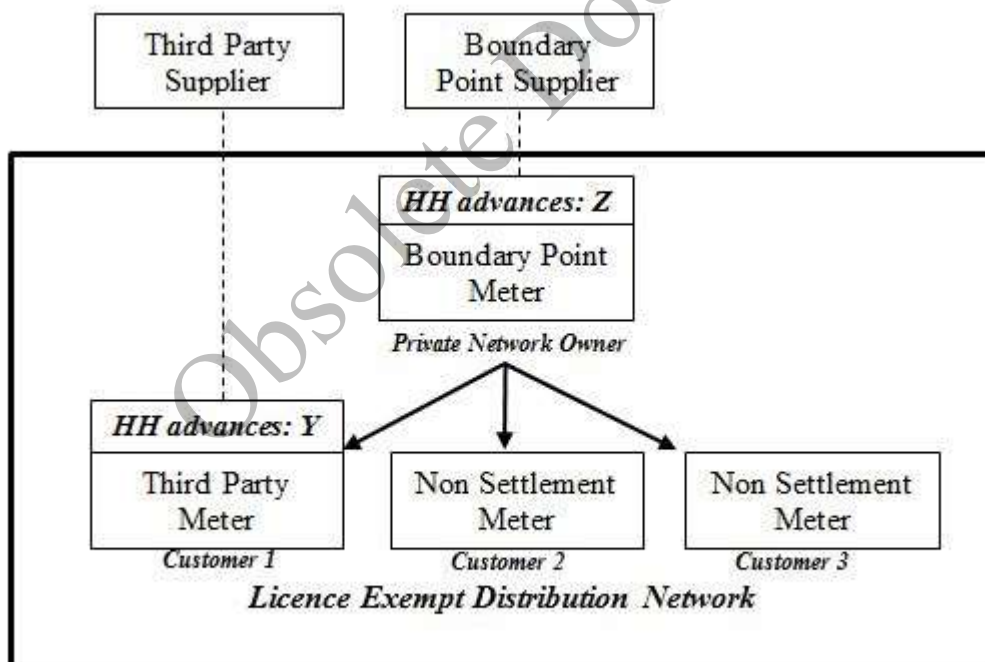 Third Party
Supplier
Boundary
Point Supplier
HH advances: Z
Boundary Point
Meter
Private Network Owner
HH advances: Y
Third Party
Meter
Customer 1
Non Settlement
Meter
Customer 2
Non Settlement
Meter
Customer 3
Licence Exempt Distribution Network
Obsolete Doc